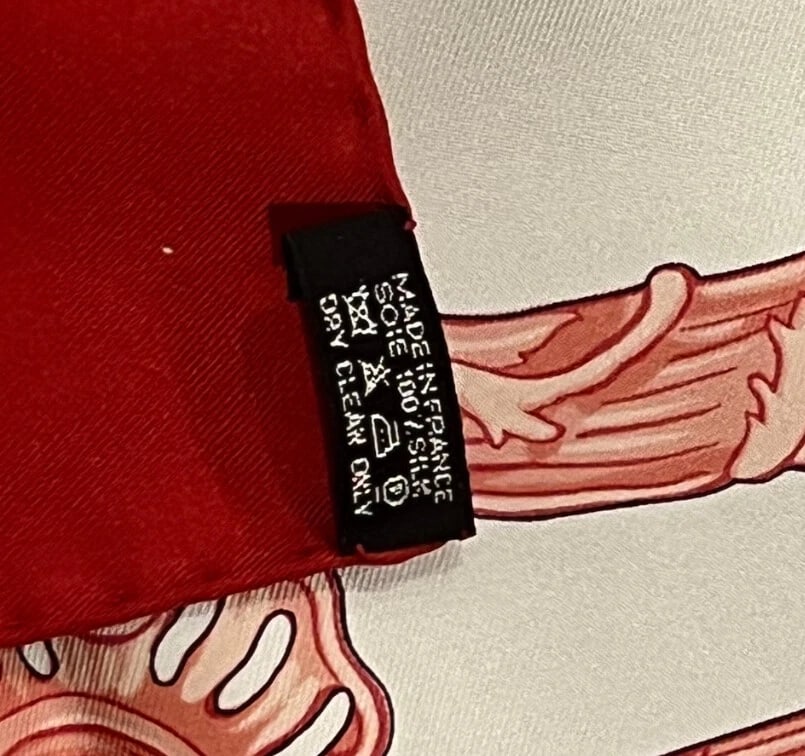 MADE IN FRANCE
SOIE 100% SILK
DRY CLEAN ONLY